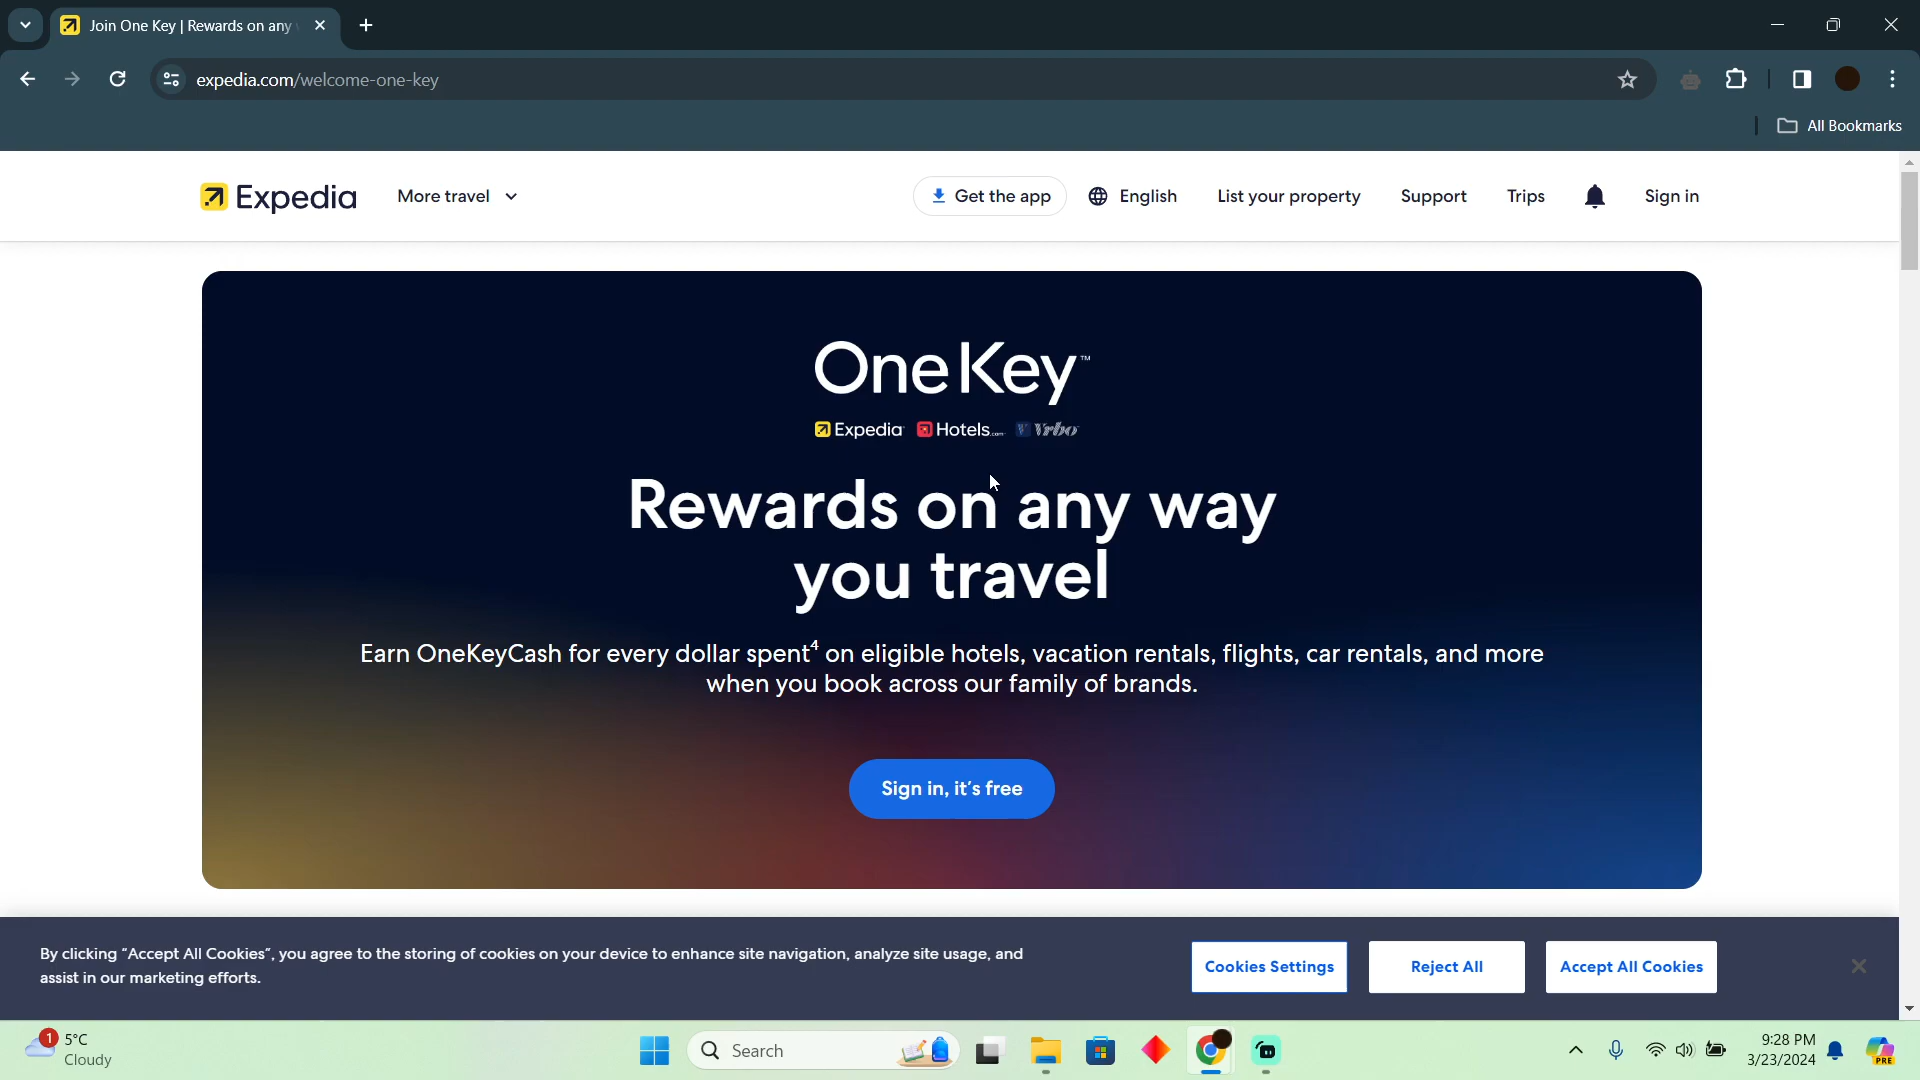 Join One Key | Rewards on any
expedia.com/welcome-one-key
All Bookmarks
Expedia
More travel
Get the app
English
List your property
Support
Trips
Sign in
One Key™
Expedia Hotels.com Vrbo
Rewards on any way
you travel
Earn OneKeyCash for every dollar spent⁴ on eligible hotels, vacation rentals, flights, car rentals, and more
when you book across our family of brands.
Sign in, it's free
By clicking "Accept All Cookies", you agree to the storing of cookies on your device to enhance site navigation, analyze site usage, and
assist in our marketing efforts.
Cookies Settings
Reject All
Accept All Cookies
1
5°C
Cloudy
Search
9:28 PM
3/23/2024
PRE